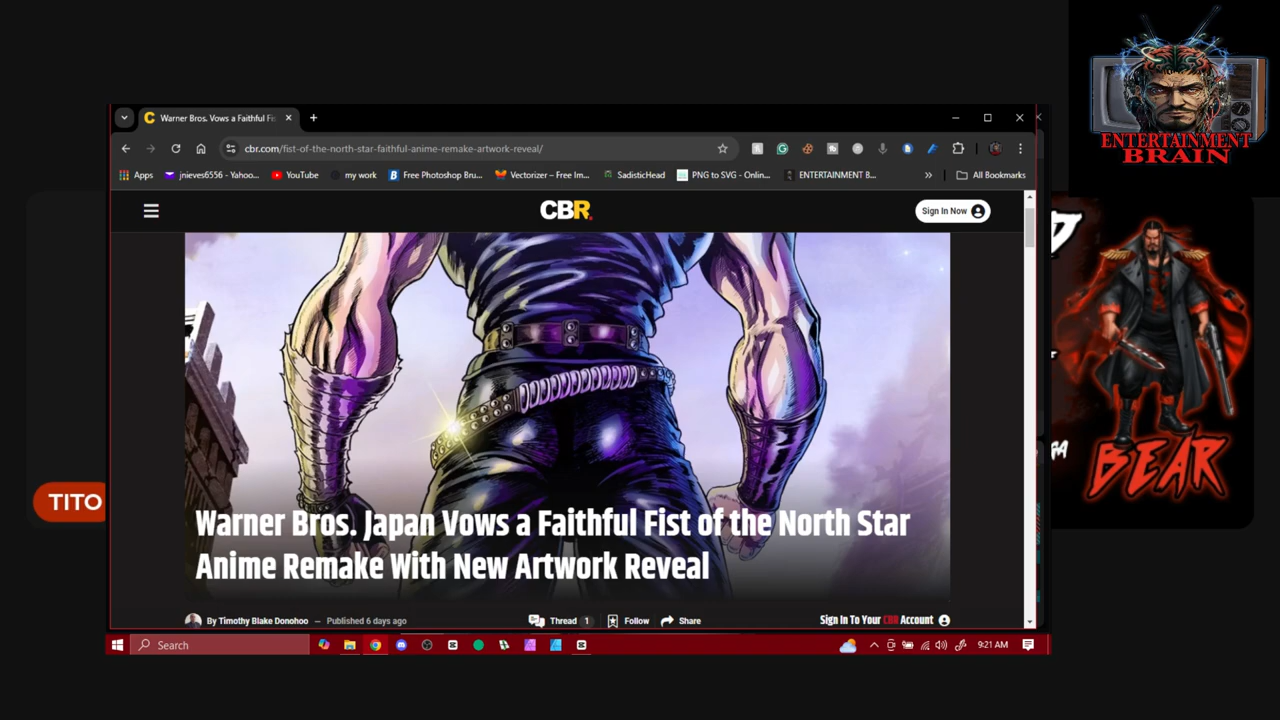 Warner Bros. Vows a Faithful Fi
cbr.com/fist-of-the-north-star-faithful-anime-remake-artwork-reveal/
Apps
jnieves6556 - Yahoo...
YouTube
my work
Free Photoshop Bru...
Vectorizer – Free Im...
SadisticHead
PNG to SVG - Onlin...
ENTERTAINMENT B...
»
All Bookmarks
CBR
Sign In Now
Warner Bros. Japan Vows a Faithful Fist of the North Star
Anime Remake With New Artwork Reveal
By Timothy Blake Donohoo — Published 6 days ago
Thread 1
Follow
Share
Sign In To Your CBR Account
Search
9:21 AM
TITO
ENTERTAINMENT
BRAIN
BEAR